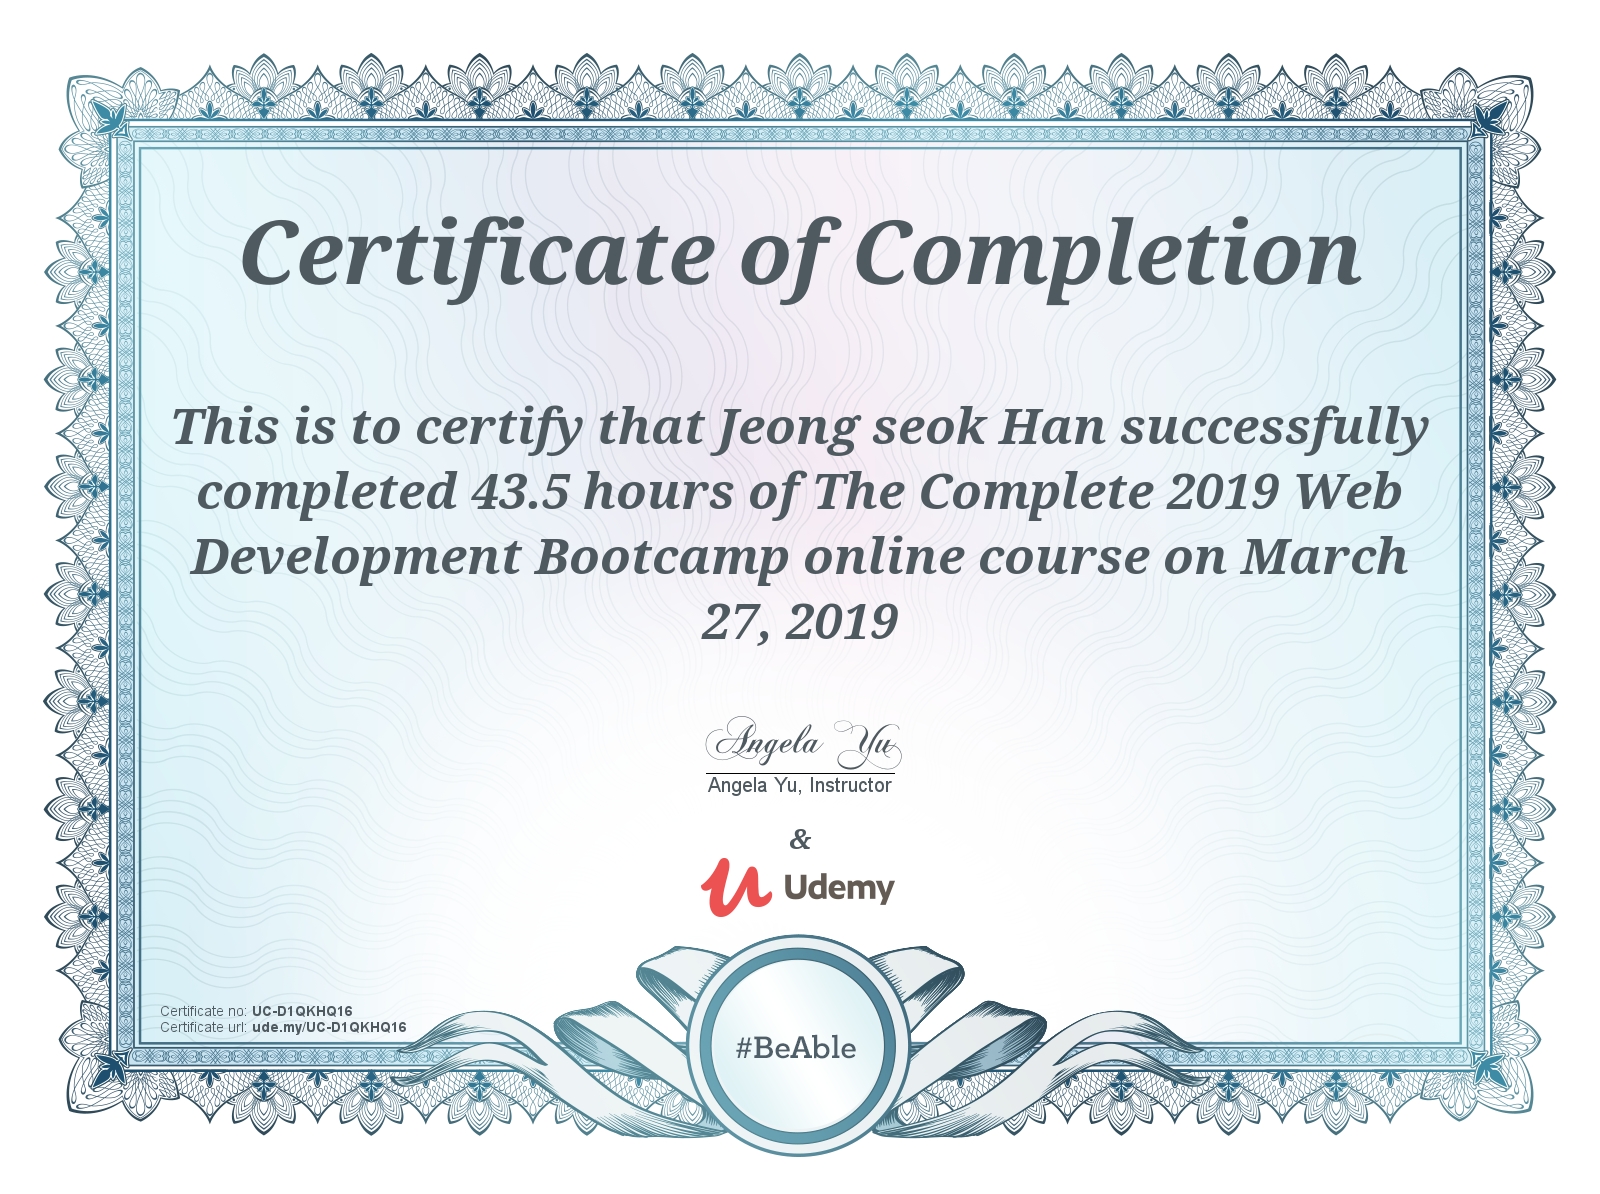 Certificate of Completion
This is to certify that Jeong seok Han successfully
completed 43.5 hours of The Complete 2019 Web
Development Bootcamp online course on March
27, 2019
Angela Yu
Angela Yu, Instructor
&
Udemy
Certificate no: UC-D1QKHQ16
Certificate url: ude.my/UC-D1QKHQ16
#BeAble